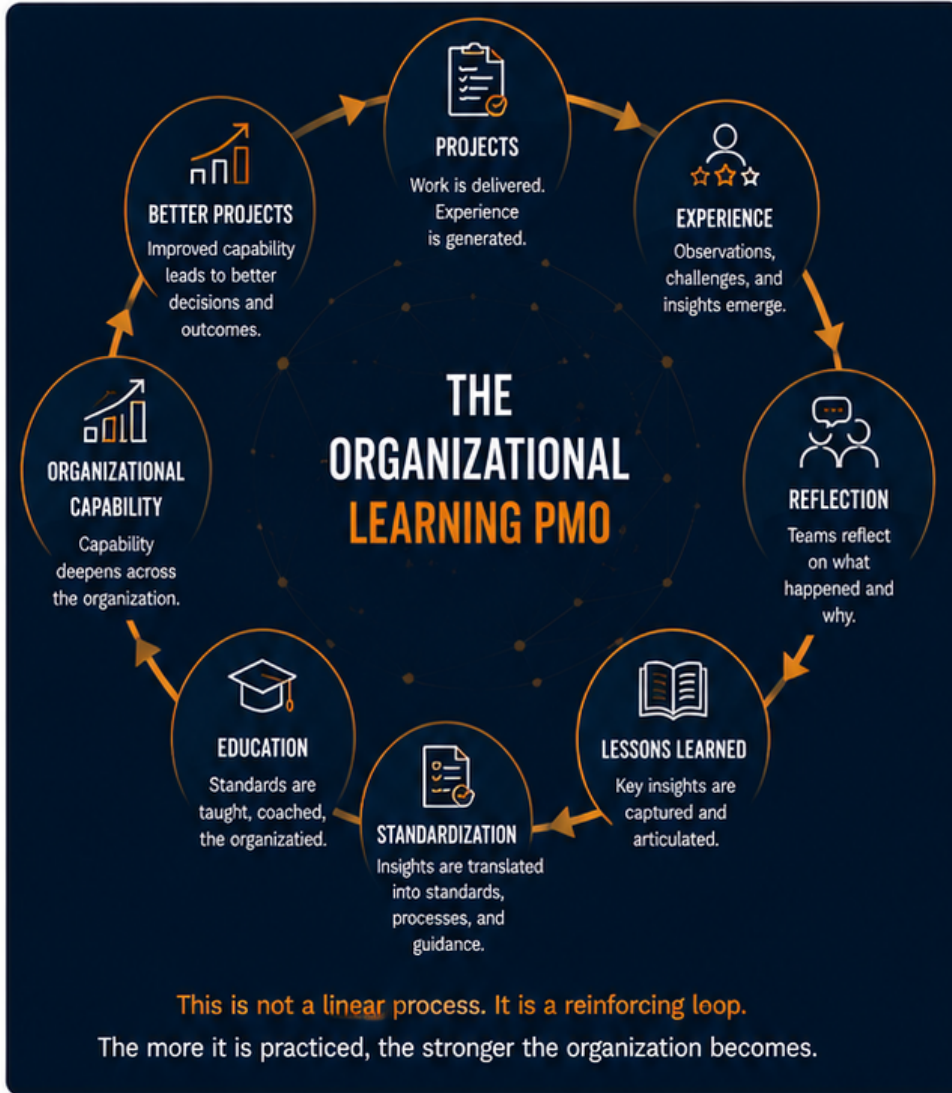 PROJECTS
Work is delivered.
Experience
is generated.
EXPERIENCE
Observations,
challenges, and
insights emerge.
REFLECTION
Teams reflect
on what
happened and
why.
LESSONS LEARNED
Key insights are
captured and
articulated.
STANDARDIZATION
Insights are translated
into standards,
processes, and
guidance.
EDUCATION
Standards are
taught, coached,
the organizatied.
ORGANIZATIONAL
CAPABILITY
Capability
deepens across
the organization.
BETTER PROJECTS
Improved capability
leads to better
decisions and
outcomes.
THE
ORGANIZATIONAL
LEARNING PMO
This is not a linear process. It is a reinforcing loop.
The more it is practiced, the stronger the organization becomes.